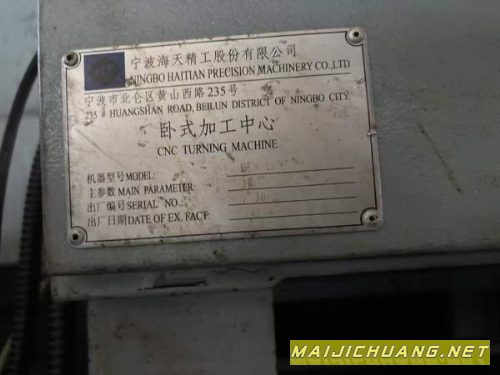 宁波海天精工股份有限公司
NINGBO HAITIAN PRECISION MACHINERY CO.,LTD
宁波市北仑区黄山西路235号
235 # HUANGSHAN ROAD, BEILUN DISTRICT OF NINGBO CITY
卧式加工中心
CNC TURNING MACHINE
机器型号MODEL:
主参数MAIN PARAMETER:
出厂编号SERIAL NO.:
出厂日期DATE OF EX. FACT:
MAIJICHUANG.NET